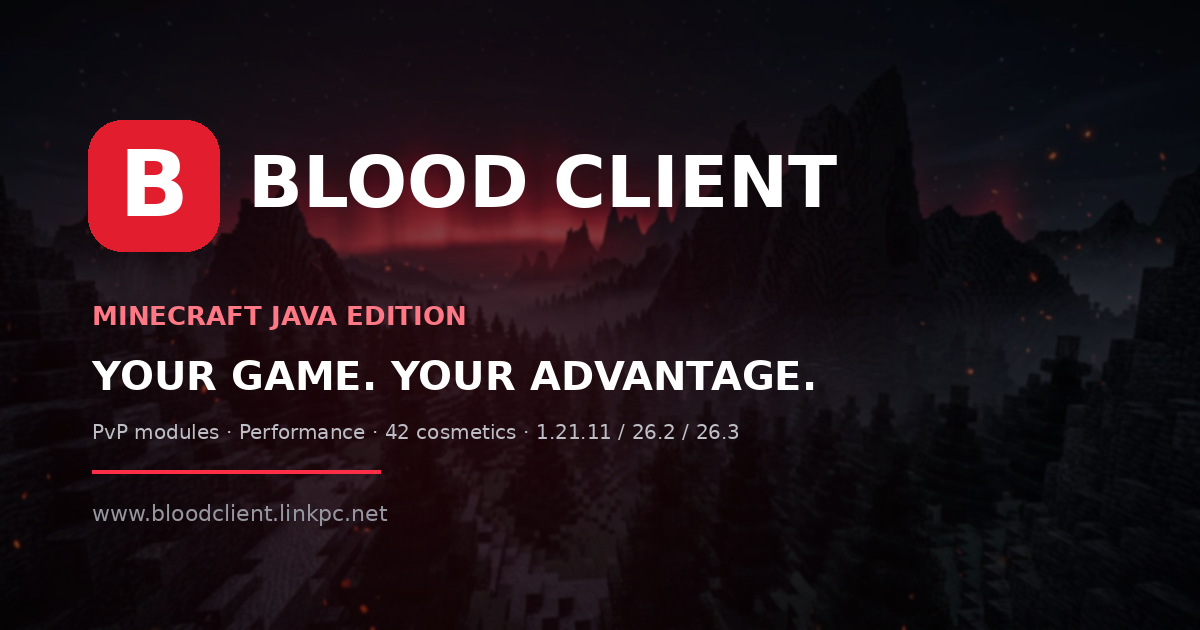 B
BLOOD CLIENT
MINECRAFT JAVA EDITION
YOUR GAME. YOUR ADVANTAGE.
PvP modules · Performance · 42 cosmetics · 1.21.11 / 26.2 / 26.3
www.bloodclient.linkpc.net